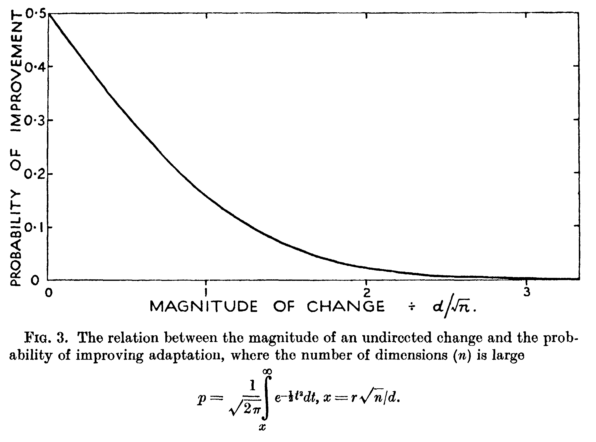 PROBABILITY OF IMPROVEMENT
0·5
0·4
0·3
0·2
0·1
0
0 1 2 3
MAGNITUDE OF CHANGE ÷ d/√n.
FIG. 3. The relation between the magnitude of an undirected change and the prob-
ability of improving adaptation, where the number of dimensions (n) is large
p = 1/√2π ∫ₓ^∞ e^{-½t²} dt, x = r√n/d.